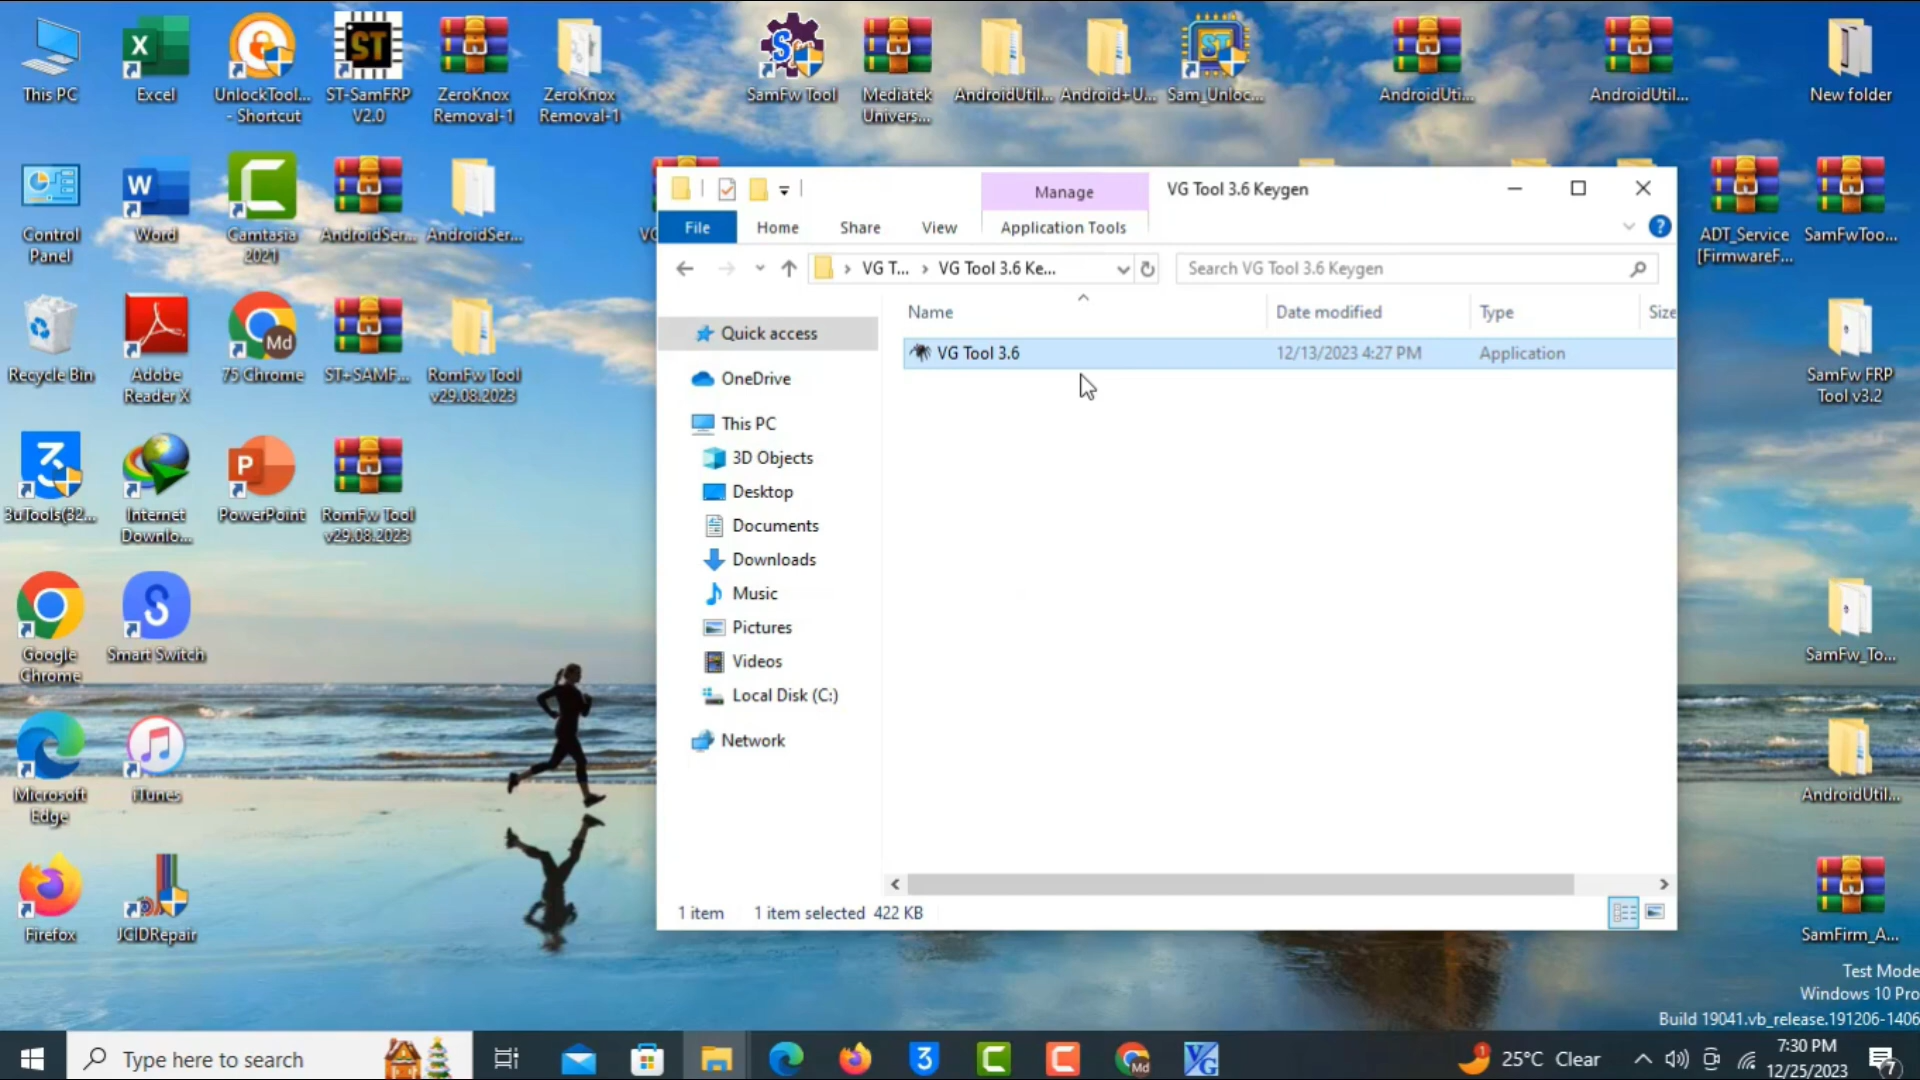 This PC
Excel
UnlockTool...
- Shortcut
ST-SamFRP
V2.0
ZeroKnox
Removal-1
ZeroKnox
Removal-1
SamFw Tool
Mediatek
Univers...
AndroidUtil...
Android+U...
Sam_Unloc...
AndroidUti...
AndroidUtil...
New folder
Control
Panel
Word
Camtasia
2021
AndroidSer...
AndroidSer...
ADT_Service
[FirmwareF...
SamFwToo...
Recycle Bin
Adobe
Reader X
75 Chrome
ST+SAMF...
RomFw Tool
v29.08.2023
SamFw FRP
Tool v3.2
3uTools(32...
Internet
Downlo...
PowerPoint
RomFw Tool
v29.08.2023
Google
Chrome
Smart Switch
SamFw_To...
Microsoft
Edge
iTunes
AndroidUtil...
Firefox
JCIDRepair
SamFirm_A...
Manage
VG Tool 3.6 Keygen
File
Home
Share
View
Application Tools
VG T... › VG Tool 3.6 Ke...
Search VG Tool 3.6 Keygen
Name
Date modified
Type
Size
VG Tool 3.6
12/13/2023 4:27 PM
Application
Quick access
OneDrive
This PC
3D Objects
Desktop
Documents
Downloads
Music
Pictures
Videos
Local Disk (C:)
Network
1 item
1 item selected 422 KB
Test Mode
Windows 10 Pro
Build 19041.vb_release.191206-1406
Type here to search
25°C Clear
7:30 PM
12/25/2023
7